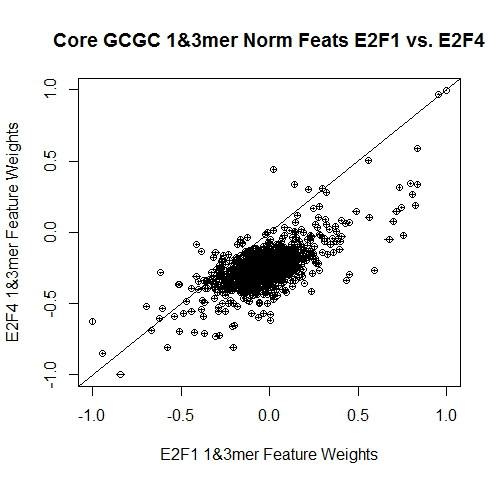 Core GCGC 1&3mer Norm Feats E2F1 vs. E2F4
E2F4 1&3mer Feature Weights
1.0
0.5
0.0
-0.5
-1.0
-1.0 -0.5 0.0 0.5 1.0
E2F1 1&3mer Feature Weights